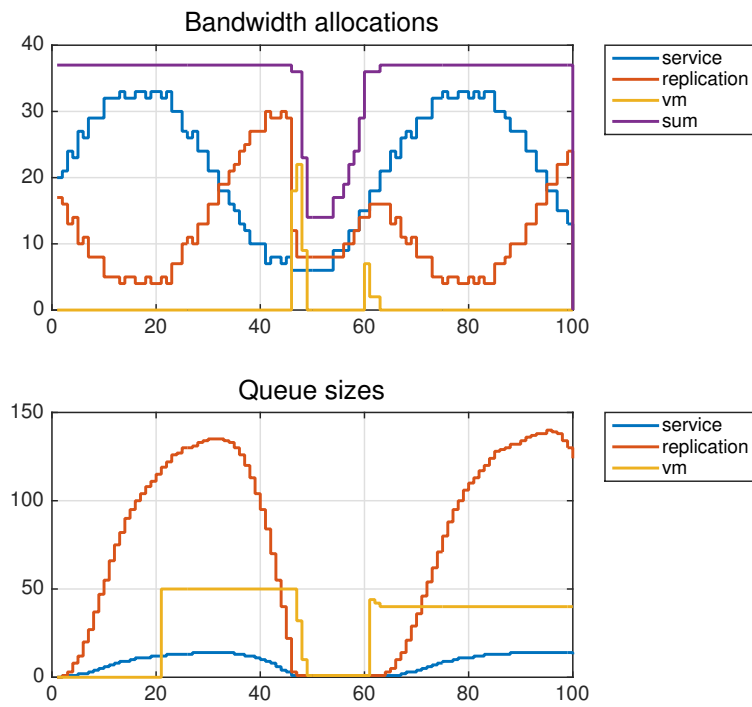 Bandwidth allocations
40
30
20
10
0
0 20 40 60 80 100
service
replication
vm
sum
Queue sizes
150
100
50
0
0 20 40 60 80 100
service
replication
vm